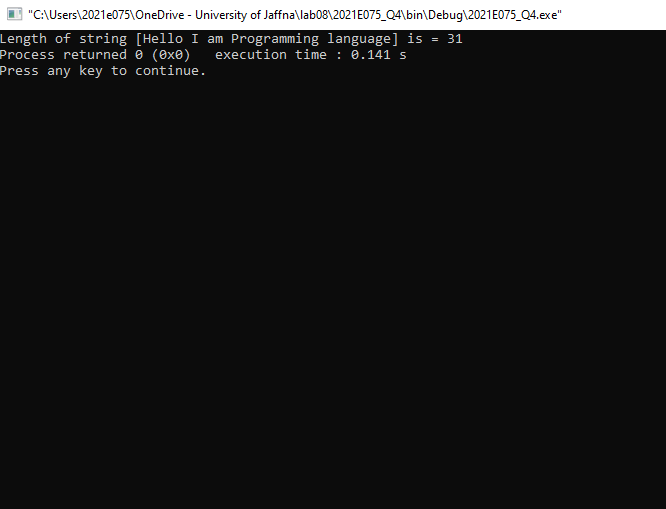 "C:\Users\2021e075\OneDrive - University of Jaffna\lab08\2021E075_Q4\bin\Debug\2021E075_Q4.exe"
Length of string [Hello I am Programming language] is = 31
Process returned 0 (0x0)   execution time : 0.141 s
Press any key to continue.